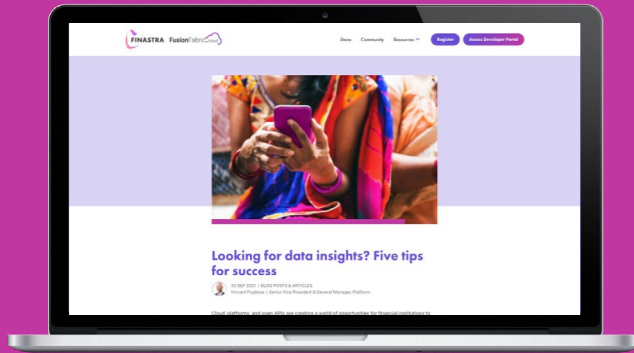 FINASTRA FusionFabric.cloud Store Community Resources Register Access Developer Portal
Looking for data insights? Five tips
for success
30 SEP 2021 | BLOG POSTS & ARTICLES
Vincent Pugliese | Senior Vice President & General Manager, Platform
Cloud, platforms, and open APIs are creating a world of opportunities for financial institutions to